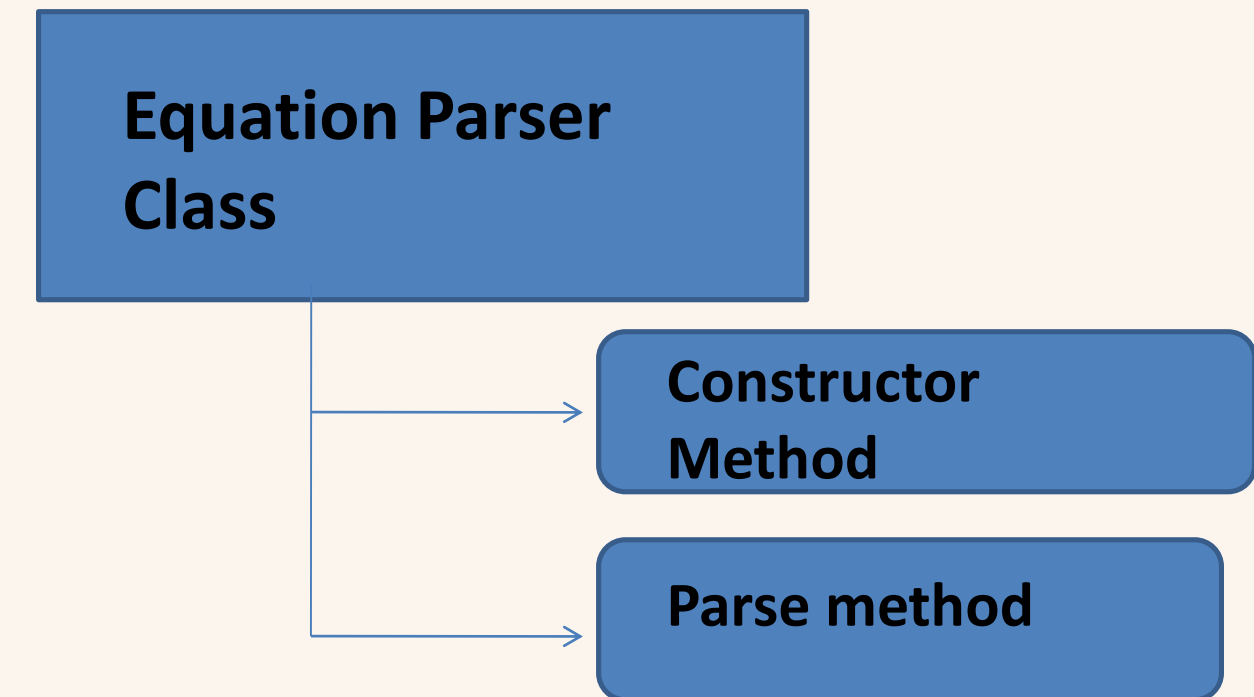 Equation Parser
Class
Constructor
Method
Parse method